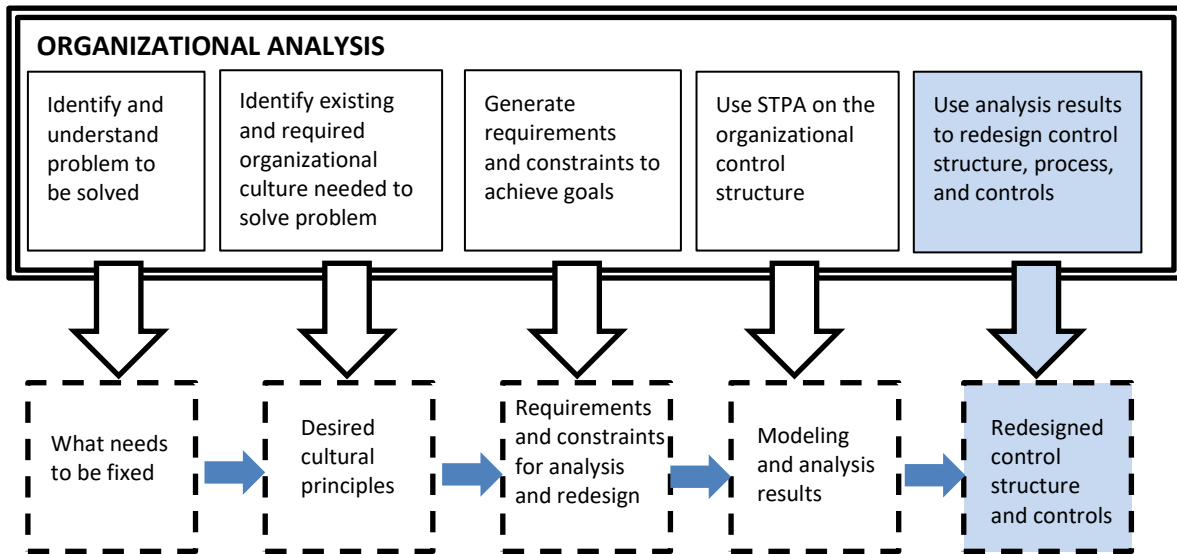 ORGANIZATIONAL ANALYSIS
Identify and
understand
problem to
be solved
Identify existing
and required
organizational
culture needed to
solve problem
Generate
requirements
and constraints to
achieve goals
Use STPA on the
organizational
control
structure
Use analysis results
to redesign control
structure, process,
and controls
What needs
to be fixed
Desired
cultural
principles
Requirements
and constraints
for analysis
and redesign
Modeling
and analysis
results
Redesigned
control
structure
and controls